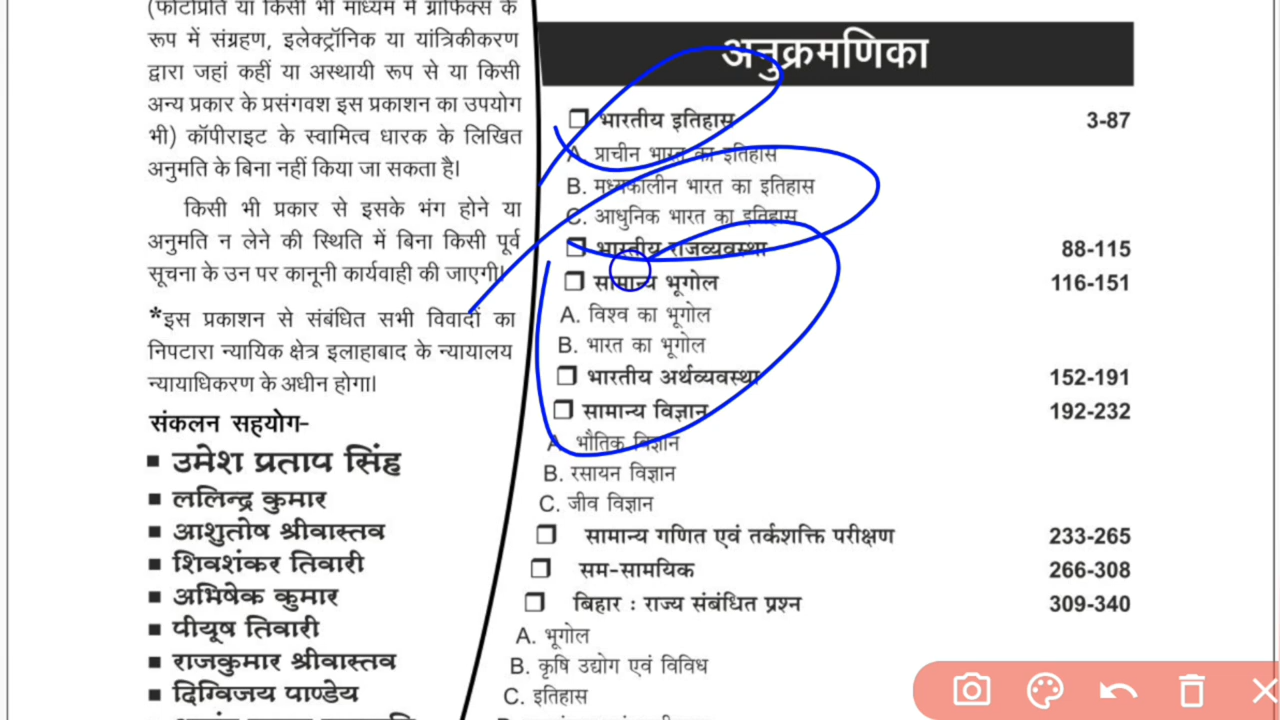 (फोटोप्रति या किसी भी माध्यम में ग्राफिक्स के
रूप में संग्रहण, इलेक्ट्रॉनिक या यांत्रिकीकरण
द्वारा जहां कहीं या अस्थायी रूप से या किसी
अन्य प्रकार के प्रसंगवश इस प्रकाशन का उपयोग
भी) कॉपीराइट के स्वामित्व धारक के लिखित
अनुमति के बिना नहीं किया जा सकता है।
किसी भी प्रकार से इसके भंग होने या
अनुमति न लेने की स्थिति में बिना किसी पूर्व
सूचना के उन पर कानूनी कार्यवाही की जाएगी।
*इस प्रकाशन से संबंधित सभी विवादों का
निपटारा न्यायिक क्षेत्र इलाहाबाद के न्यायालय
न्यायाधिकरण के अधीन होगा।
संकलन सहयोग-
■ उमेश प्रताप सिंह
■ ललिन्द्र कुमार
■ आशुतोष श्रीवास्तव
■ शिवशंकर तिवारी
■ अभिषेक कुमार
■ पीयूष तिवारी
■ राजकुमार श्रीवास्तव
■ दिग्विजय पाण्डेय
अनुक्रमणिका
❒ भारतीय इतिहास 3-87
A. प्राचीन भारत का इतिहास
B. मध्यकालीन भारत का इतिहास
C. आधुनिक भारत का इतिहास
❒ भारतीय राजव्यवस्था 88-115
❒ सामान्य भूगोल 116-151
A. विश्व का भूगोल
B. भारत का भूगोल
❒ भारतीय अर्थव्यवस्था 152-191
❒ सामान्य विज्ञान 192-232
A. भौतिक विज्ञान
B. रसायन विज्ञान
C. जीव विज्ञान
❒ सामान्य गणित एवं तर्कशक्ति परीक्षण 233-265
❒ सम-सामयिक 266-308
❒ बिहार : राज्य संबंधित प्रश्न 309-340
A. भूगोल
B. कृषि उद्योग एवं विविध
C. इतिहास